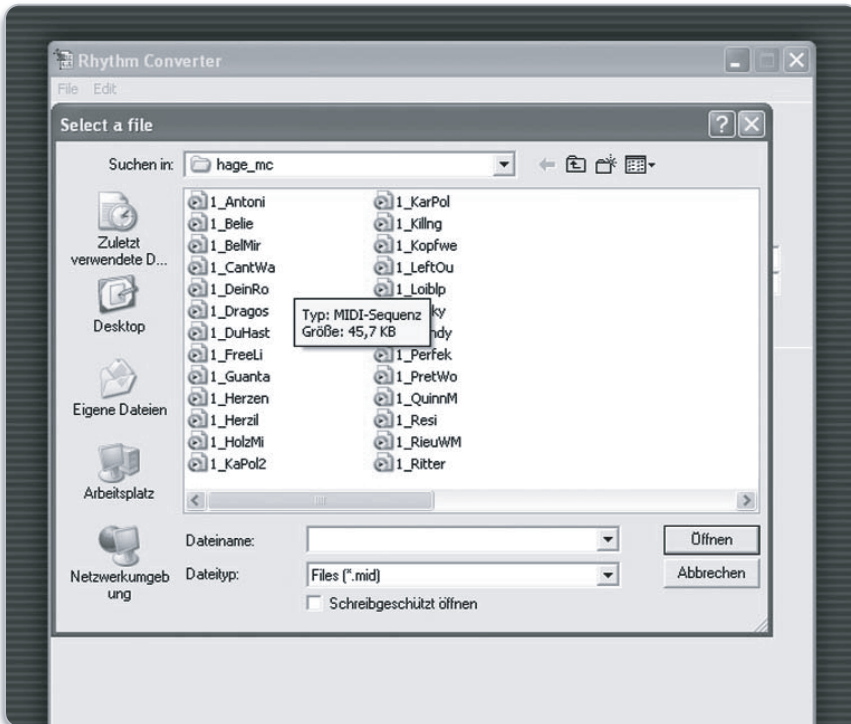 Rhythm Converter
File Edit
Select a file
Suchen in:
hage_mc
Zuletzt
verwendete D...
Desktop
Eigene Dateien
Arbeitsplatz
Netzwerkumgeb
ung
1_Antoni
1_Belie
1_BelMir
1_CantWa
1_DeinRo
1_Dragos
1_DuHast
1_FreeLi
1_Guanta
1_Herzen
1_Herzil
1_HolzMi
1_KaPol2
1_KarPol
1_Killng
1_Kopfwe
1_LeftOu
1_Loiblp
ky
ndy
1_Perfek
1_PretWo
1_QuinnM
1_Resi
1_RieuWM
1_Ritter
Typ: MIDI-Sequenz
Größe: 45,7 KB
Dateiname:
Öffnen
Dateityp:
Files (*.mid)
Abbrechen
Schreibgeschützt öffnen